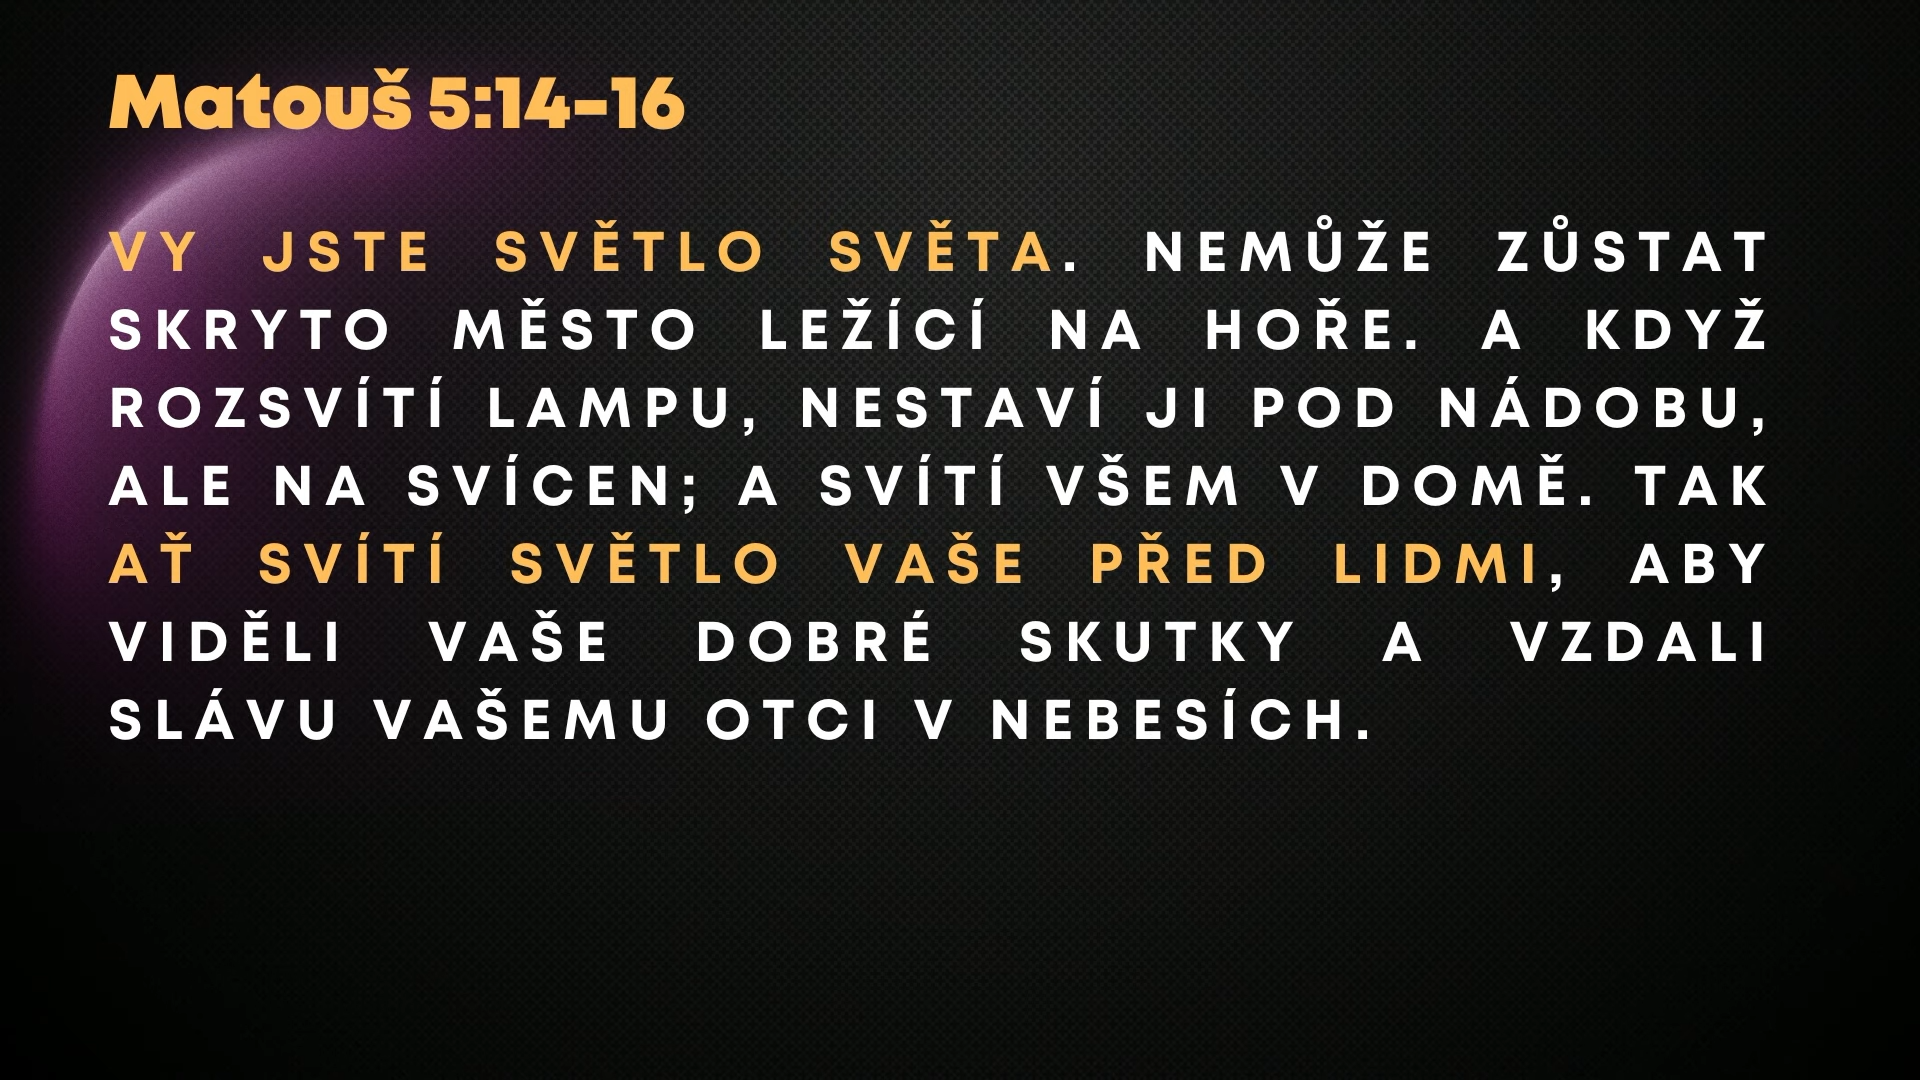 Matouš 5:14-16
VY JSTE SVĚTLO SVĚTA. NEMŮŽE ZŮSTAT
SKRYTO MĚSTO LEŽÍCÍ NA HOŘE. A KDYŽ
ROZSVÍTÍ LAMPU, NESTAVÍ JI POD NÁDOBU,
ALE NA SVÍCEN; A SVÍTÍ VŠEM V DOMĚ. TAK
AŤ SVÍTÍ SVĚTLO VAŠE PŘED LIDMI, ABY
VIDĚLI VAŠE DOBRÉ SKUTKY A VZDALI
SLÁVU VAŠEMU OTCI V NEBESÍCH.